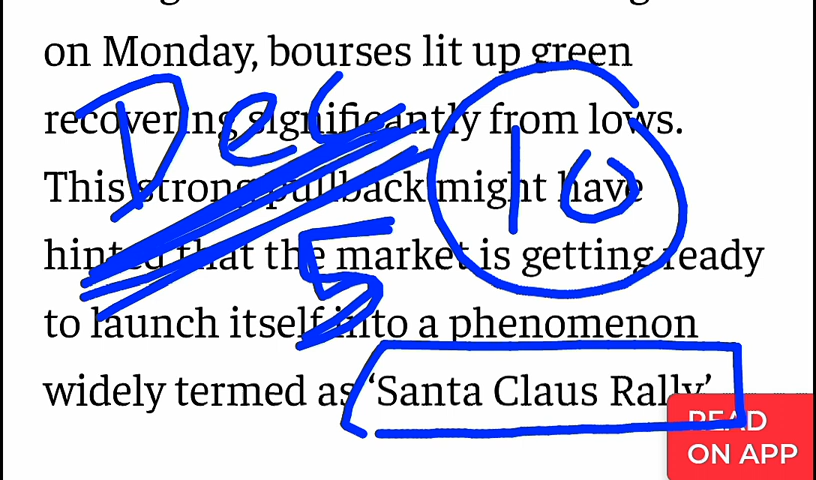 on Monday, bourses lit up green
recovering significantly from lows.
This strong pullback might have
hinted that the market is getting ready
to launch itself into a phenomenon
widely termed as ‘Santa Claus Rally’
READ
ON APP
Dec
10
5